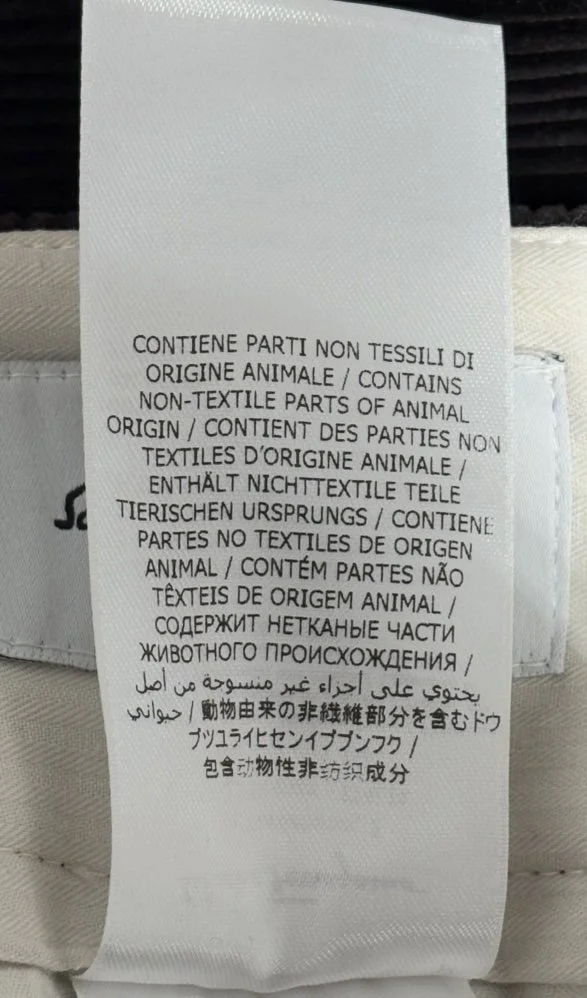 CONTIENE PARTI NON TESSILI DI
ORIGINE ANIMALE / CONTAINS
NON-TEXTILE PARTS OF ANIMAL
ORIGIN / CONTIENT DES PARTIES NON
TEXTILES D'ORIGINE ANIMALE /
ENTHÄLT NICHTTEXTILE TEILE
TIERISCHEN URSPRUNGS / CONTIENE
PARTES NO TEXTILES DE ORIGEN
ANIMAL / CONTÉM PARTES NÃO
TÊXTEIS DE ORIGEM ANIMAL /
СОДЕРЖИТ НЕТКАНЫЕ ЧАСТИ
ЖИВОТНОГО ПРОИСХОЖДЕНИЯ /
يحتوي على أجزاء غير منسوجة من أصل
حيواني / 動物由来の非繊維部分を含むドウ
ブツユライヒセンイブブンフク /
包含动物性非纺织成分